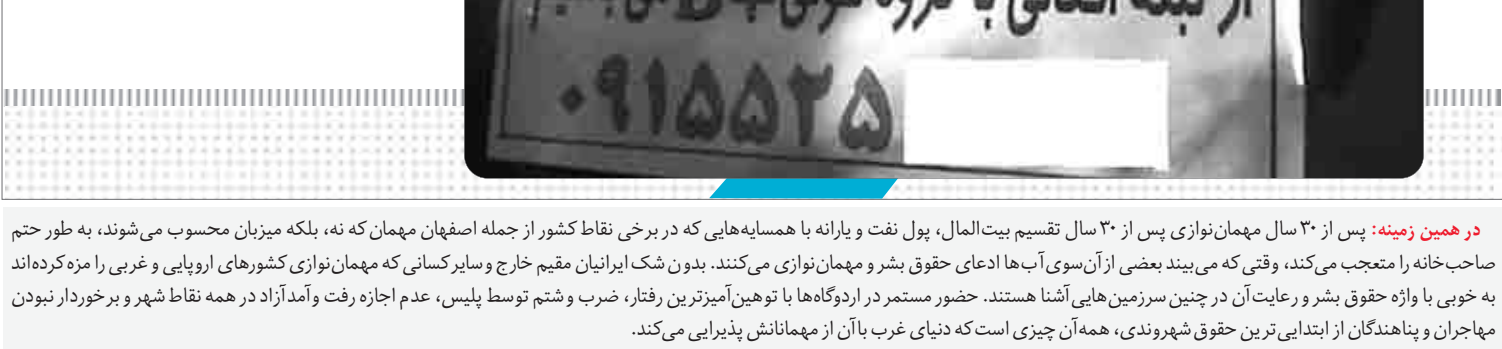 ۰۹۱۵۵۲۵
در همین زمینه: پس از ۳۰ سال مهمان‌نوازی پس از ۳۰ سال تقسیم بیت‌المال، پول نفت و یارانه با همسایه‌هایی که در برخی نقاط کشور از جمله اصفهان مهمان که نه، بلکه میزبان محسوب می‌شوند، به طور حتم
صاحب‌خانه را متعجب می‌کند، وقتی که می‌بیند بعضی از آن‌سوی آب‌ها ادعای حقوق بشر و مهمان‌نوازی می‌کنند. بدون شک ایرانیان مقیم خارج و سایر کسانی که مهمان‌نوازی کشورهای اروپایی و غربی را مزه کرده‌اند
به خوبی با واژه حقوق بشر و رعایت آن در چنین سرزمین‌هایی آشنا هستند. حضور مستمر در اردوگاه‌ها با توهین‌آمیزترین رفتار، ضرب و شتم توسط پلیس، عدم اجازه رفت و آمد آزاد در همه نقاط شهر و برخوردار نبودن
مهاجران و پناهندگان از ابتدایی‌ترین حقوق شهروندی، همه آن چیزی است که دنیای غرب با آن از مهمانانش پذیرایی می‌کند.